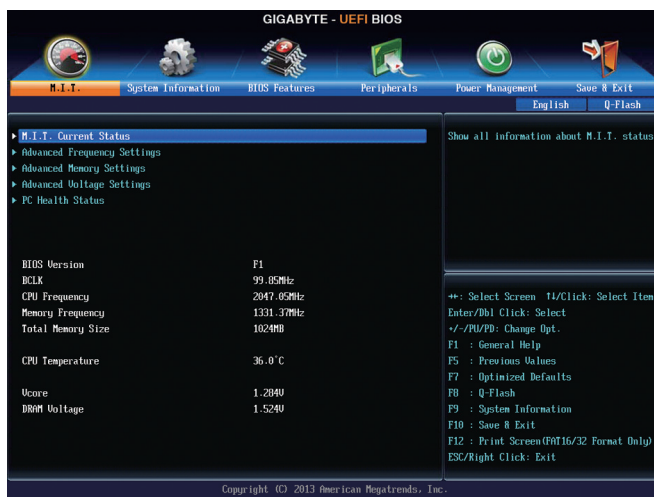 GIGABYTE - UEFI BIOS
M.I.T. System Information BIOS Features Peripherals Power Management Save & Exit
English Q-Flash
M.I.T. Current Status
Advanced Frequency Settings
Advanced Memory Settings
Advanced Voltage Settings
PC Health Status
BIOS Version F1
BCLK 99.85MHz
CPU Frequency 2047.05MHz
Memory Frequency 1331.37MHz
Total Memory Size 1024MB
CPU Temperature 36.0°C
Vcore 1.284V
DRAM Voltage 1.524V
Show all information about M.I.T. status
→←: Select Screen ↑↓/Click: Select Item
Enter/Dbl Click: Select
+/-/PU/PD: Change Opt.
F1 : General Help
F5 : Previous Values
F7 : Optimized Defaults
F8 : Q-Flash
F9 : System Information
F10 : Save & Exit
F12 : Print Screen(FAT16/32 Format Only)
ESC/Right Click: Exit
Copyright (C) 2013 American Megatrends, Inc.